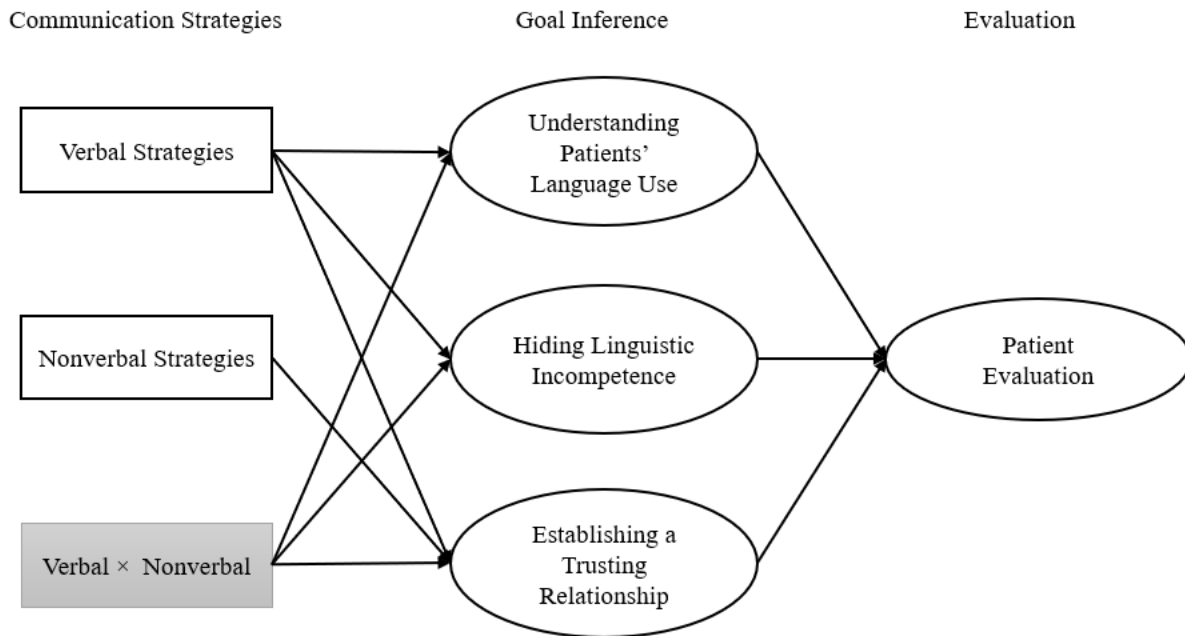 Communication Strategies
Goal Inference
Evaluation
Verbal Strategies
Understanding
Patients’
Language Use
Nonverbal Strategies
Hiding Linguistic
Incompetence
Patient
Evaluation
Verbal × Nonverbal
Establishing a
Trusting
Relationship